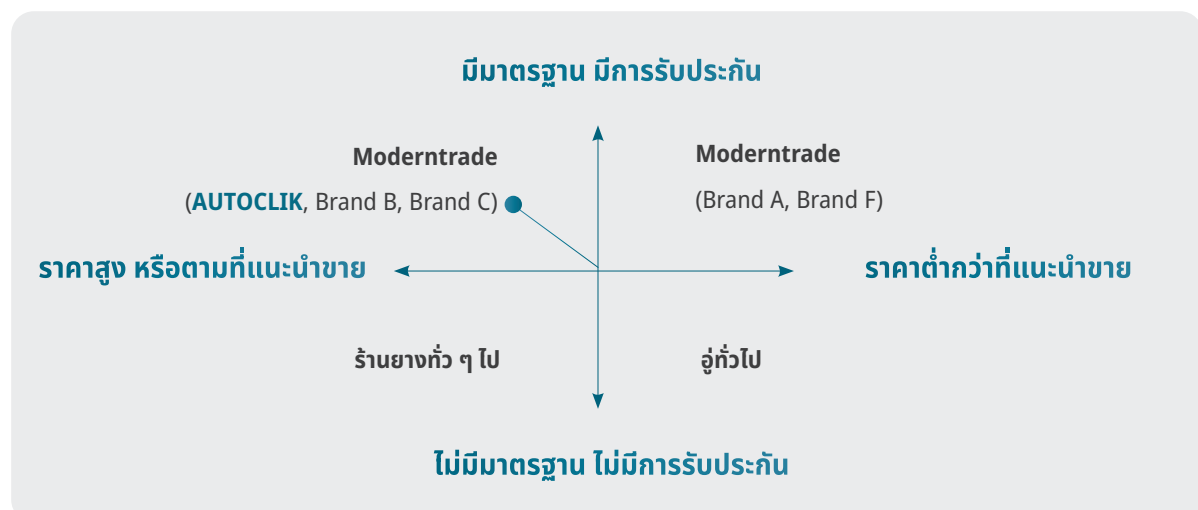 มีมาตรฐาน มีการรับประกัน
Moderntrade
(AUTOCLIK, Brand B, Brand C)
Moderntrade
(Brand A, Brand F)
ราคาสูง หรือตามที่แนะนำขาย
ราคาต่ำกว่าที่แนะนำขาย
ร้านยางทั่ว ๆ ไป
อู่ทั่วไป
ไม่มีมาตรฐาน ไม่มีการรับประกัน